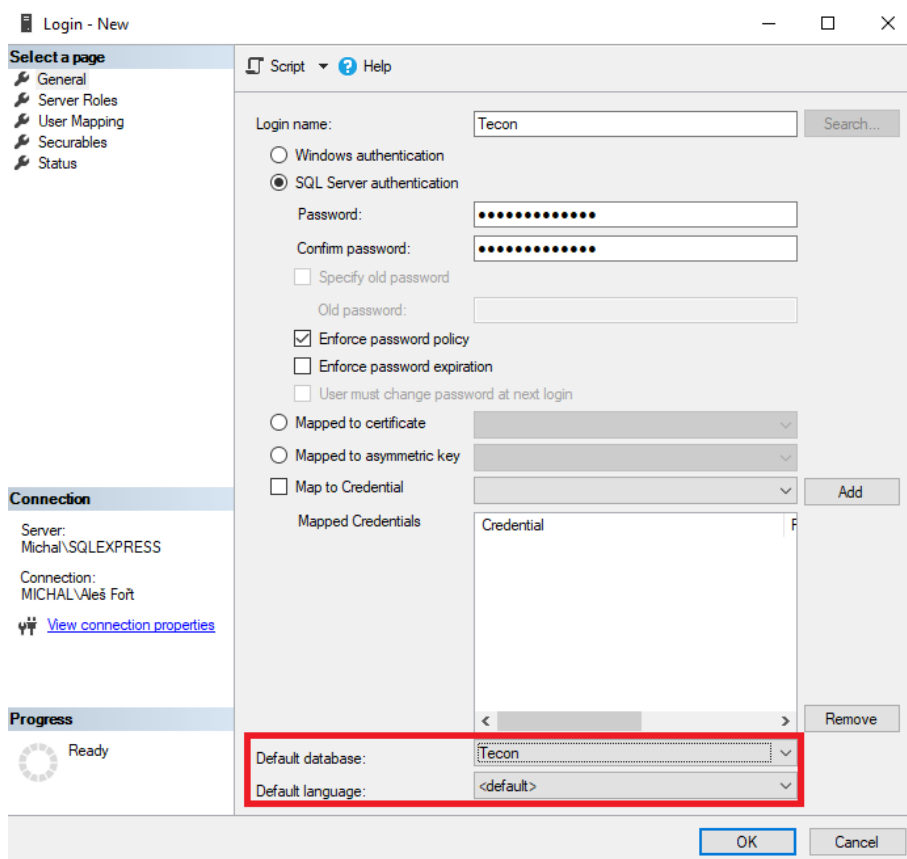 Login - New
Select a page
General
Server Roles
User Mapping
Securables
Status
Connection
Server:
Michal\SQLEXPRESS
Connection:
MICHAL\Aleš Fořt
View connection properties
Progress
Ready
Script
Help
Login name:
Tecon
Search...
Windows authentication
SQL Server authentication
Password:
●●●●●●●●●●●●●
Confirm password:
●●●●●●●●●●●●●
Specify old password
Old password:
Enforce password policy
Enforce password expiration
User must change password at next login
Mapped to certificate
Mapped to asymmetric key
Map to Credential
Add
Mapped Credentials
Credential
Remove
Default database:
Tecon
Default language:
<default>
OK
Cancel